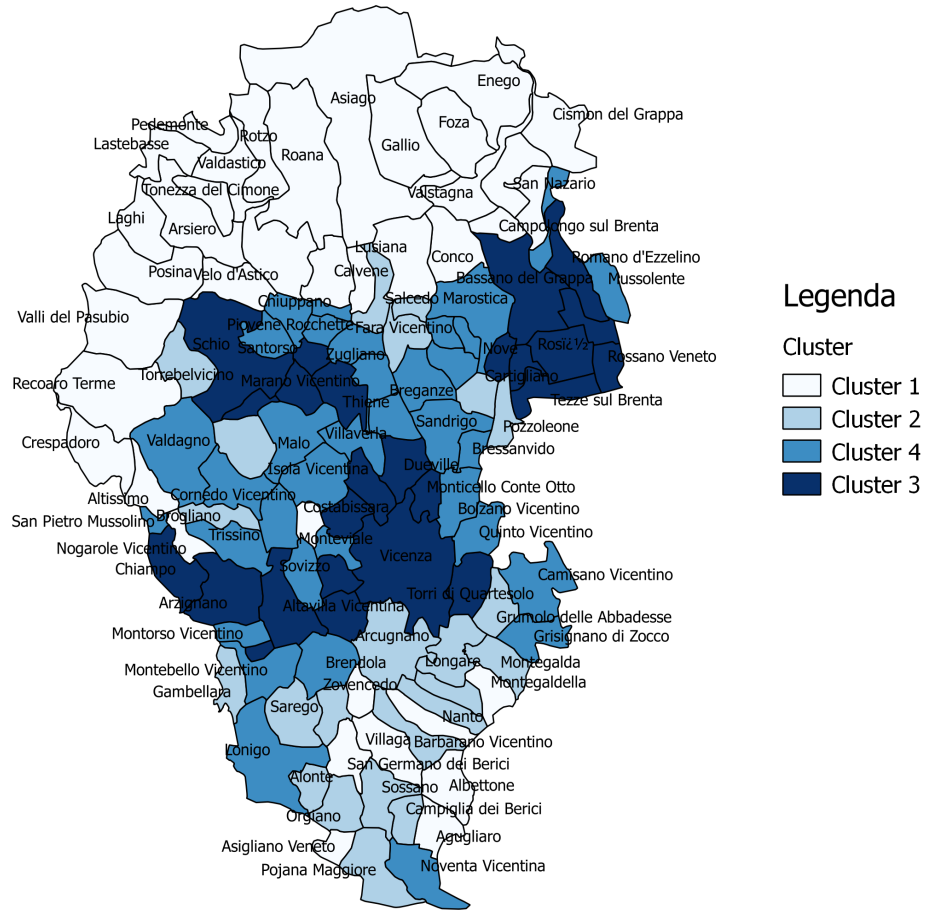 Enego
Asiago
Cismon del Grappa
Foza
Pedemonte
Rotzo
Lastebasse
Gallio
Roana
Valdastico
San Nazario
Tonezza del Cimone
Valstagna
Laghi
Arsiero
Campolongo sul Brenta
Lusiana
Conco
Romano d'Ezzelino
Posina
Velo d'Astico
Calvene
Bassano del Grappa
Mussolente
Legenda
Chiuppano
Salcedo
Marostica
Valli del Pasubio
Piovene Rocchette
Fara Vicentino
Schio
Santorso
Zugliano
Nove
Rosï¿½
Rossano Veneto
Cluster
Torrebelvicino
Marano Vicentino
Cartigliano
Recoaro Terme
Breganze
Cluster 1
Thiene
Tezze sul Brenta
Cluster 2
Sandrigo
Pozzoleone
Villaverla
Crespadoro
Valdagno
Malo
Bressanvido
Cluster 4
Isola Vicentina
Dueville
Cluster 3
Monticello Conte Otto
Altissimo
Cornedo Vicentino
Costabissara
Bolzano Vicentino
San Pietro Mussolino
Brogliano
Trissino
Monteviale
Quinto Vicentino
Nogarole Vicentino
Vicenza
Chiampo
Sovizzo
Camisano Vicentino
Torri di Quartesolo
Arzignano
Altavilla Vicentina
Grumolo delle Abbadesse
Montorso Vicentino
Arcugnano
Grisignano di Zocco
Brendola
Longare
Montegalda
Montebello Vicentino
Zovencedo
Montegaldella
Gambellara
Sarego
Nanto
Lonigo
Villaga
Barbarano Vicentino
San Germano dei Berici
Alonte
Sossano
Albettone
Orgiano
Campiglia dei Berici
Agugliaro
Asigliano Veneto
Pojana Maggiore
Noventa Vicentina